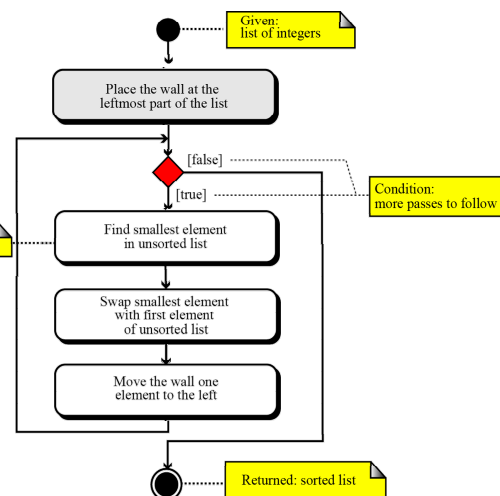 Given:
list of integers
Place the wall at the
leftmost part of the list
[false]
[true]
Condition:
more passes to follow
Find smallest element
in unsorted list
Swap smallest element
with first element
of unsorted list
Move the wall one
element to the left
Returned: sorted list